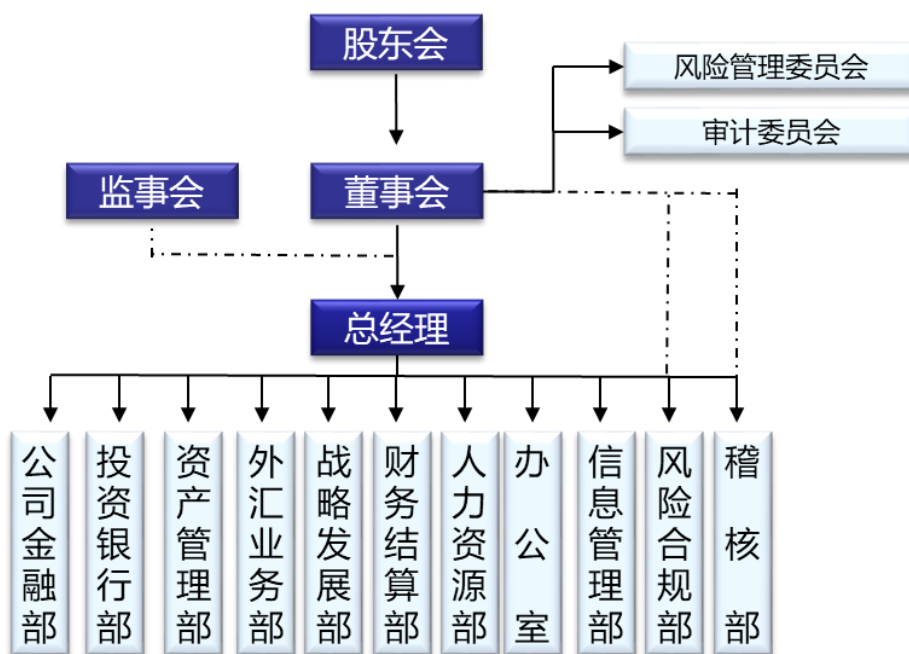 股东会
风险管理委员会
审计委员会
监事会
董事会
总经理
公司金融部
投资银行部
资产管理部
外汇业务部
战略发展部
财务结算部
人力资源部
办公室
信息管理部
风险合规部
稽核部